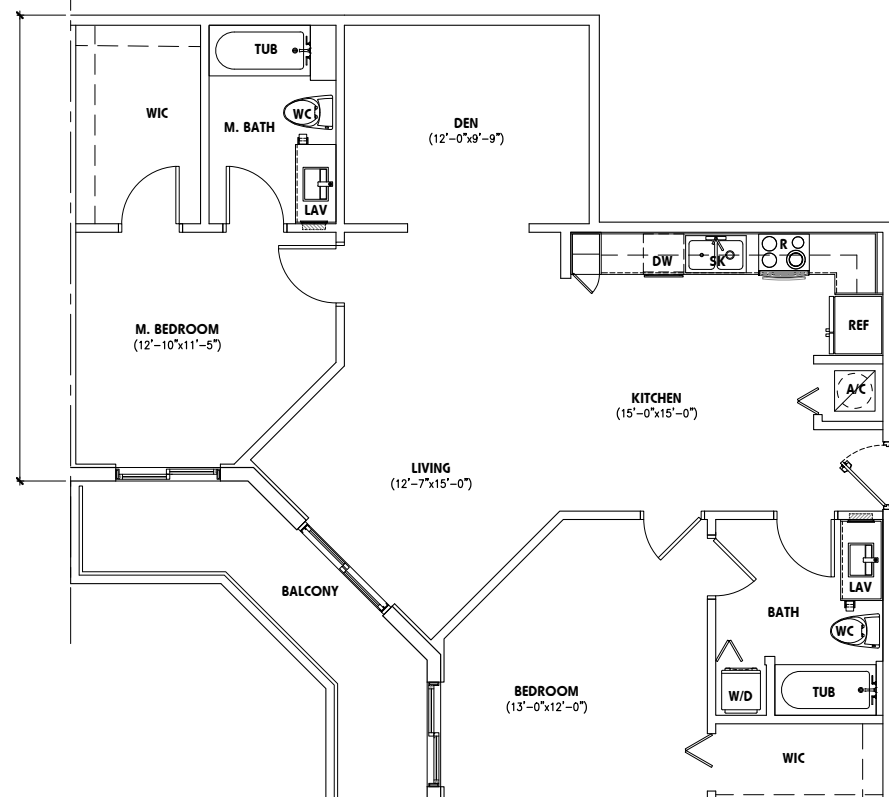 TUB
WIC
WC
M. BATH
DEN
(12'-0"x9'-9")
LAV
DW
SK
R
REF
M. BEDROOM
(12'-10"x11'-5")
A/C
KITCHEN
(15'-0"x15'-0")
LIVING
(12'-7"x15'-0")
BALCONY
LAV
BATH
WC
BEDROOM
(13'-0"x12'-0")
W/D
TUB
WIC